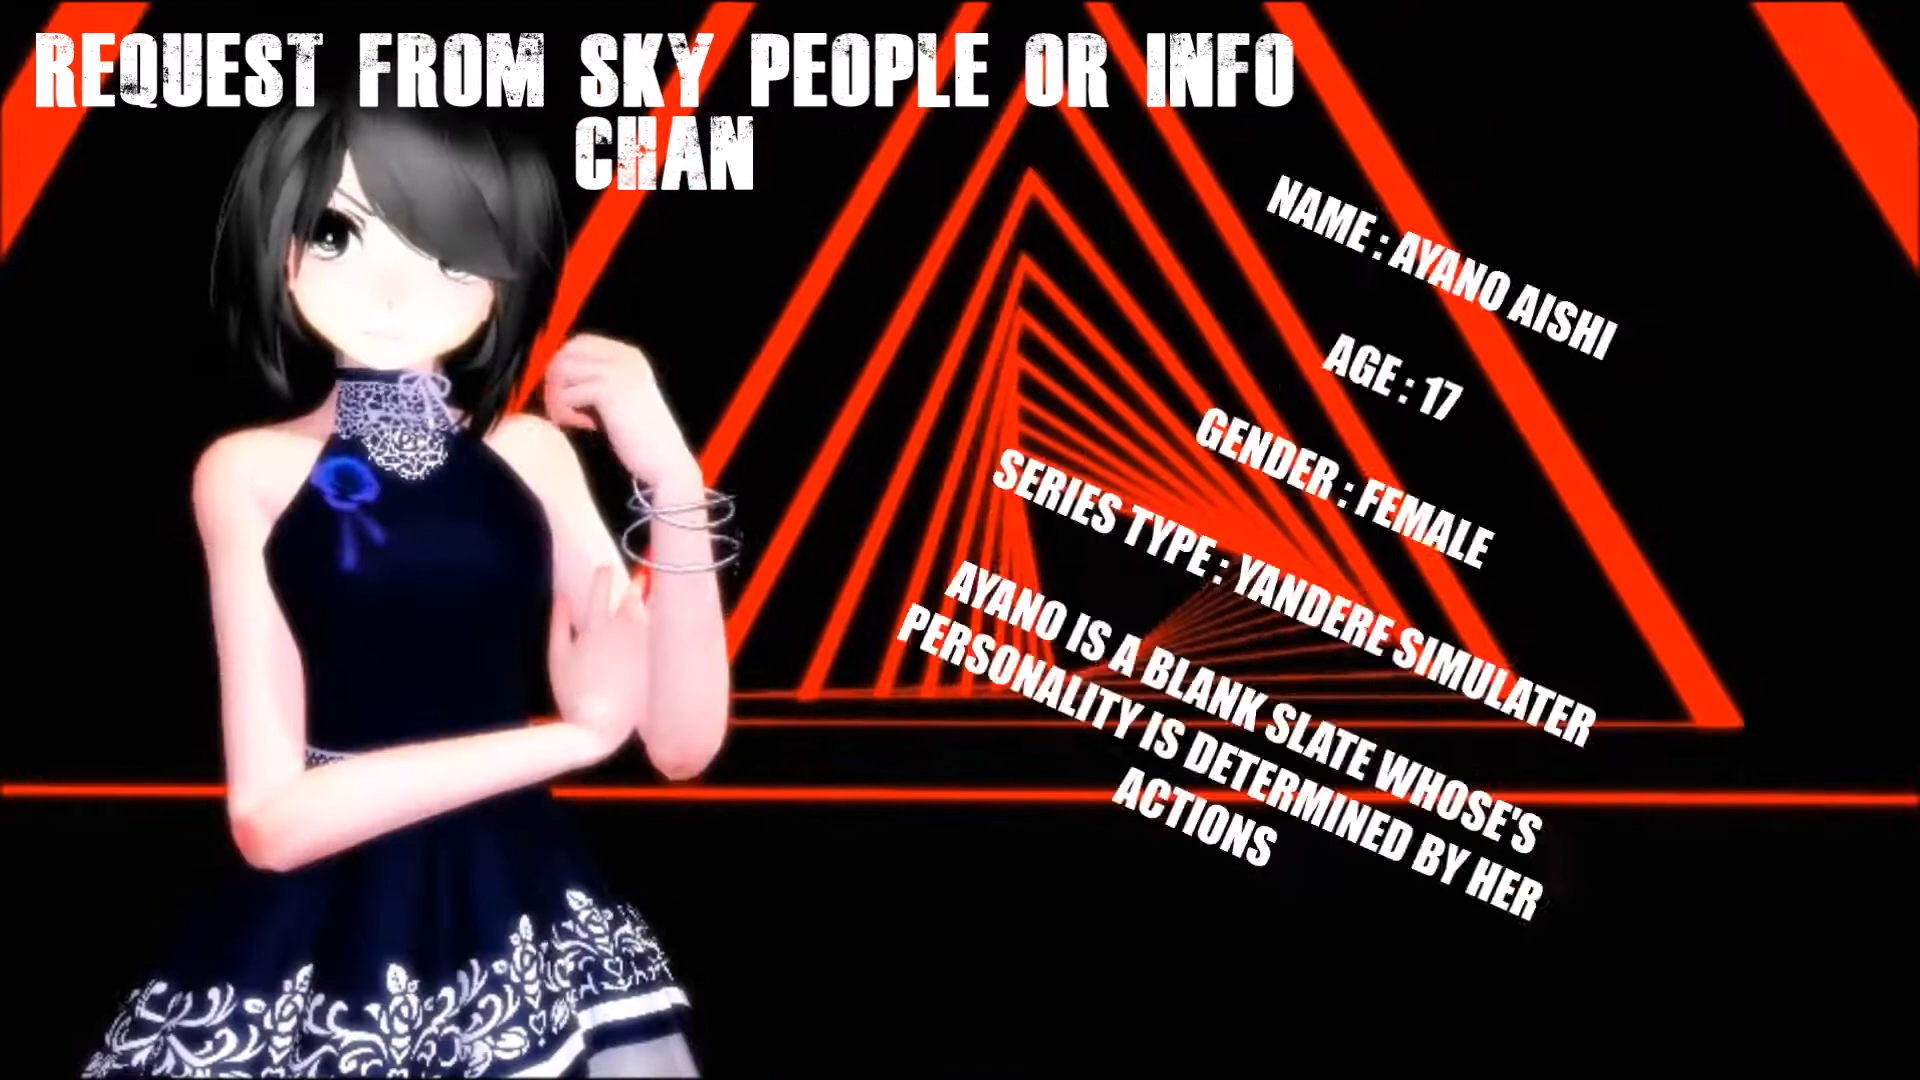 REQUEST FROM SKY PEOPLE OR INFO
CHAN
NAME : AYANO AISHI
AGE : 17
GENDER : FEMALE
SERIES TYPE : YANDERE SIMULATER
AYANO IS A BLANK SLATE WHOSE'S
PERSONALITY IS DETERMINED BY HER
ACTIONS